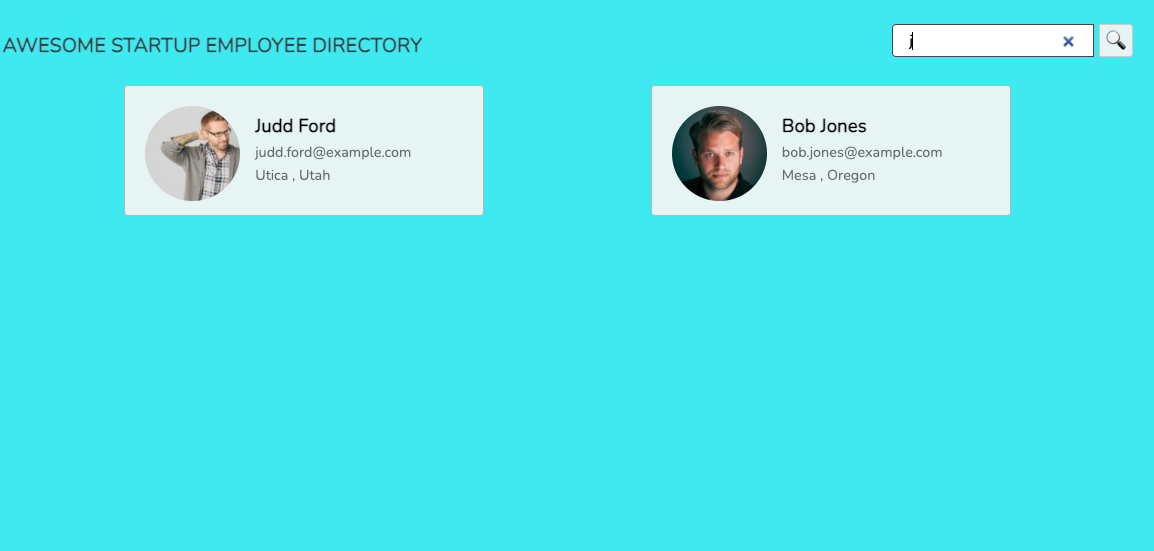 AWESOME STARTUP EMPLOYEE DIRECTORY
j
Judd Ford
judd.ford@example.com
Utica , Utah
Bob Jones
bob.jones@example.com
Mesa , Oregon